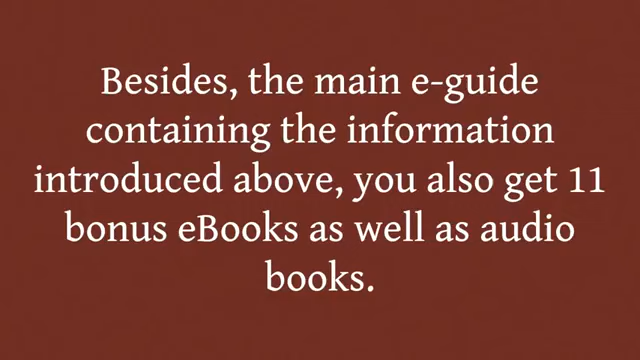 Besides, the main e-guide
containing the information
introduced above, you also get 11
bonus eBooks as well as audio
books.